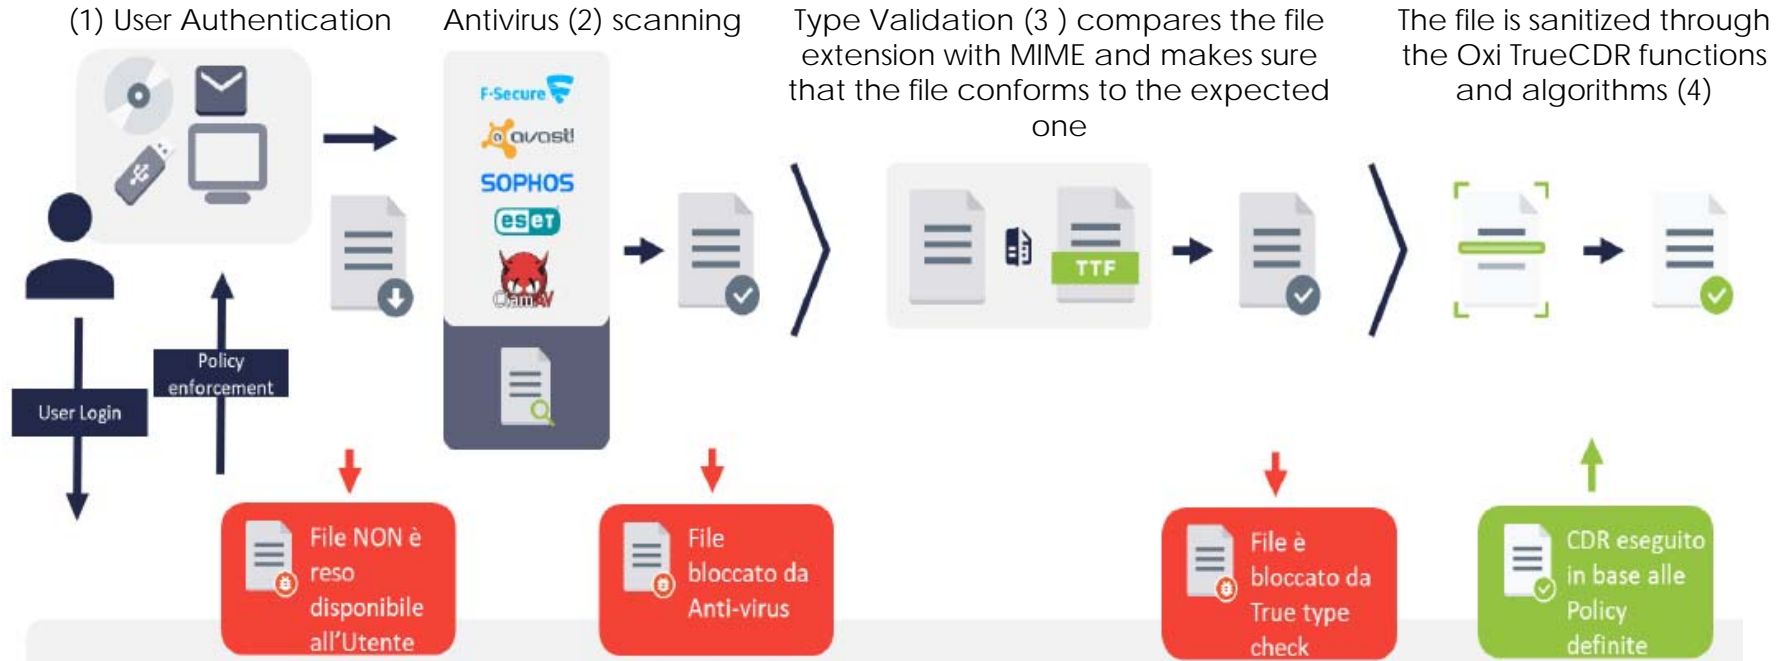 (1) User Authentication
Antivirus (2) scanning
Type Validation (3 ) compares the file
extension with MIME and makes sure
that the file conforms to the expected
one
The file is sanitized through
the Oxi TrueCDR functions
and algorithms (4)
F-Secure
avast!
SOPHOS
eseT
ClamAV
TTF
Policy
enforcement
User Login
File NON è
reso
disponibile
all'Utente
File
bloccato da
Anti-virus
File è
bloccato da
True type
check
CDR eseguito
in base alle
Policy
definite